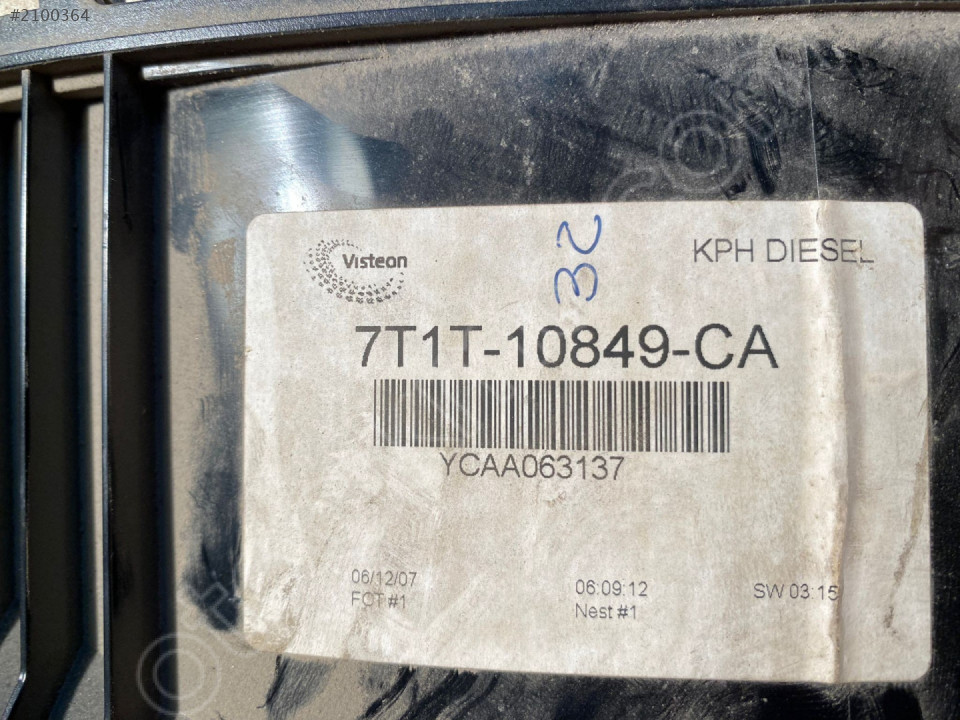 #2100364
Visteon
32
KPH DIESEL
7T1T-10849-CA
YCAA063137
06/12/07
FCT #1
06:09:12
Nest #1
SW 03:15